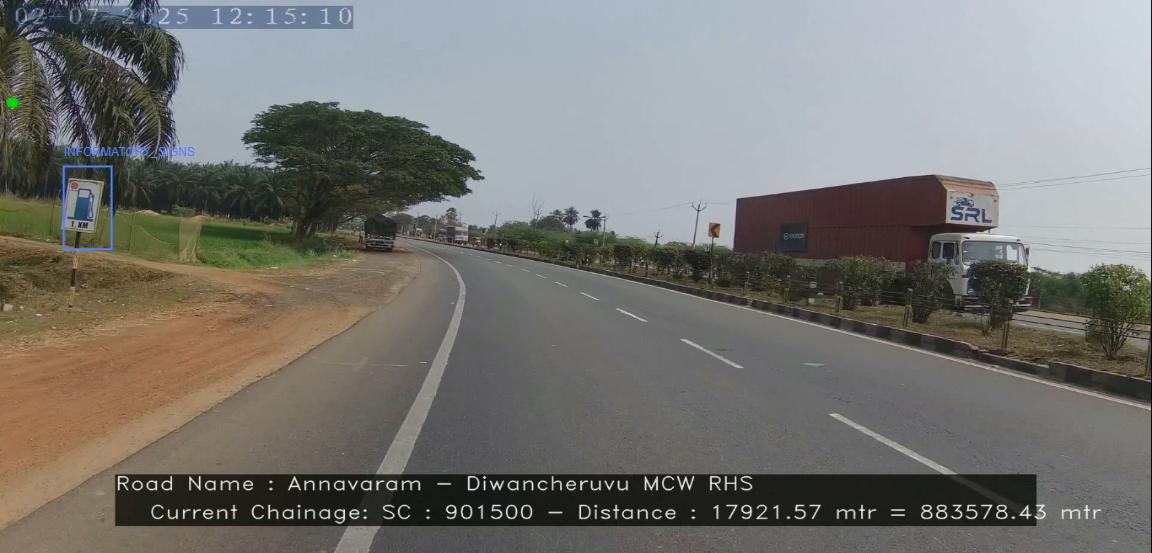 02-07-2025 12:15:10
INFORMATORY_SIGNS
1 KM
SRL
Road Name : Annavaram - Diwancheruvu MCW RHS
Current Chainage: SC : 901500 - Distance : 17921.57 mtr = 883578.43 mtr